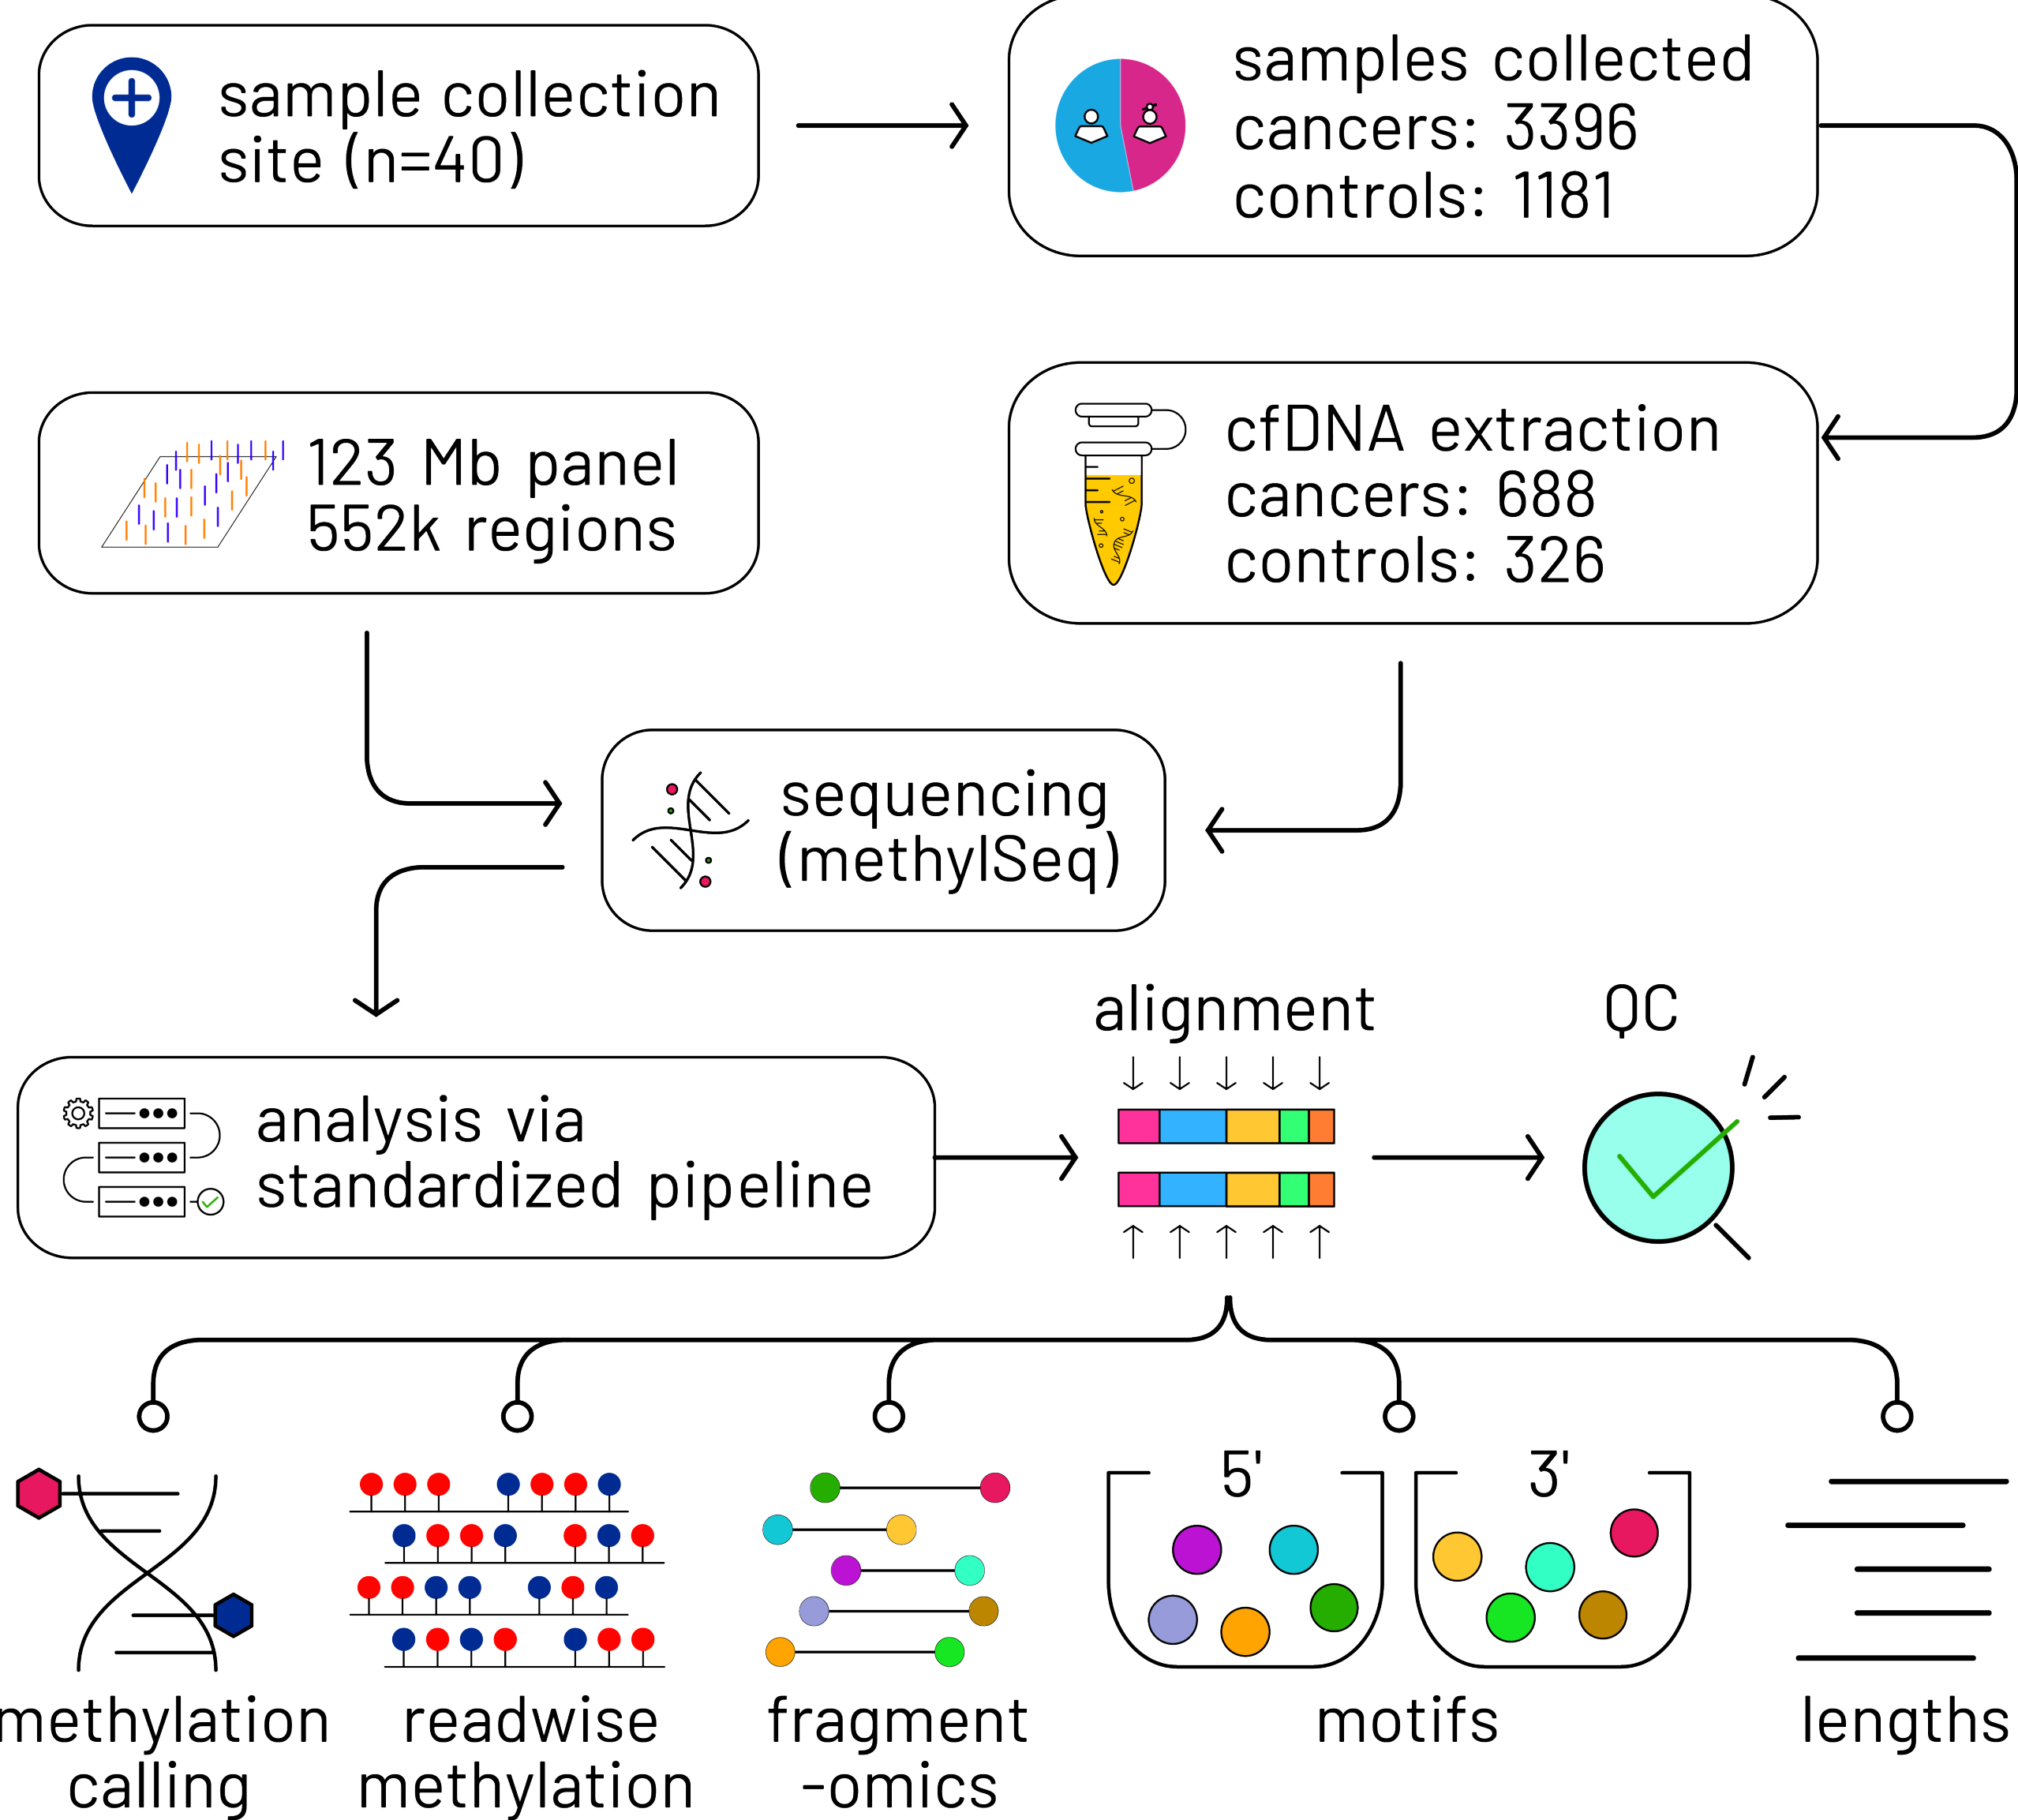 sample collection
site (n=40)
samples collected
cancers: 3396
controls: 1181
123 Mb panel
552k regions
cfDNA extraction
cancers: 688
controls: 326
sequencing
(methylSeq)
analysis via
standardized pipeline
alignment
QC
5'
3'
methylation
calling
readwise
methylation
fragment
-omics
motifs
lengths